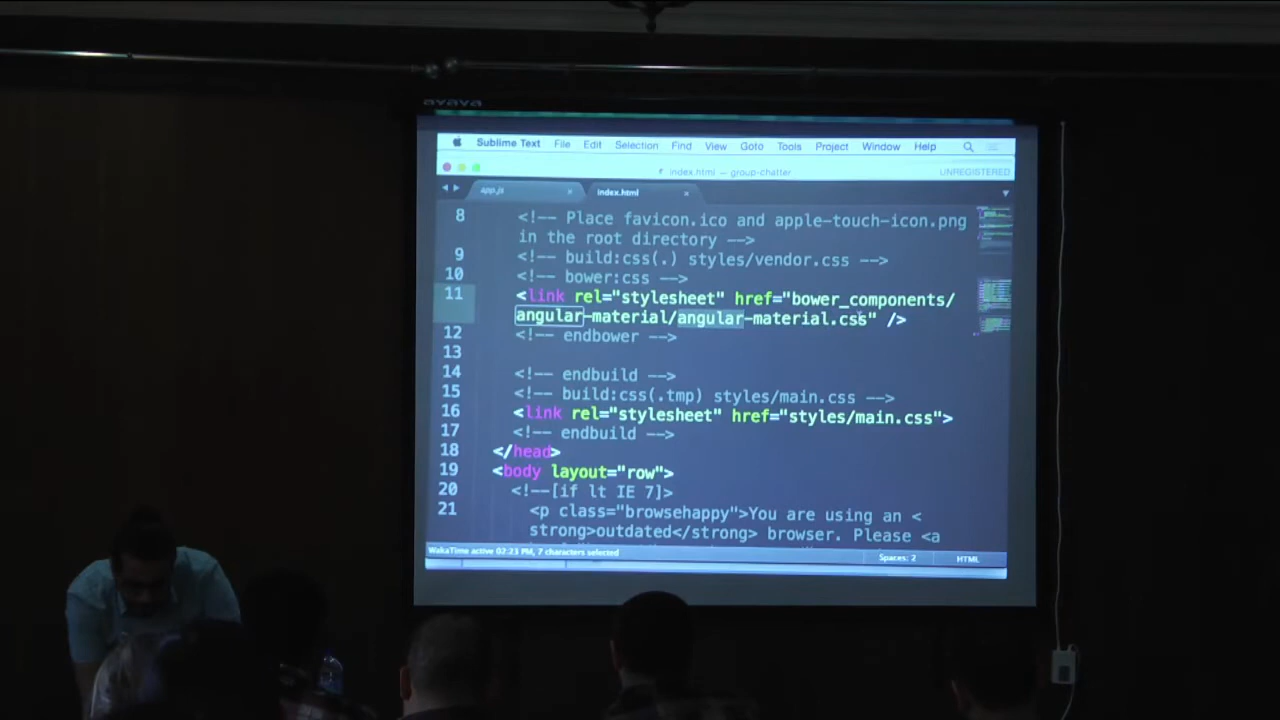 avaya
Sublime Text File Edit Selection Find View Goto Tools Project Window Help
index.html — group-chatter UNREGISTERED
app.js × index.html ×
8 <!-- Place favicon.ico and apple-touch-icon.png
in the root directory -->
9 <!-- build:css(.) styles/vendor.css -->
10 <!-- bower:css -->
11 <link rel="stylesheet" href="bower_components/
angular-material/angular-material.css" />
12 <!-- endbower -->
13
14 <!-- endbuild -->
15 <!-- build:css(.tmp) styles/main.css -->
16 <link rel="stylesheet" href="styles/main.css">
17 <!-- endbuild -->
18 </head>
19 <body layout="row">
20 <!--[if lt IE 7]>
21 <p class="browsehappy">You are using an <
strong>outdated</strong> browser. Please <a
WakaTime active 02:23 PM, 7 characters selected Spaces: 2 HTML